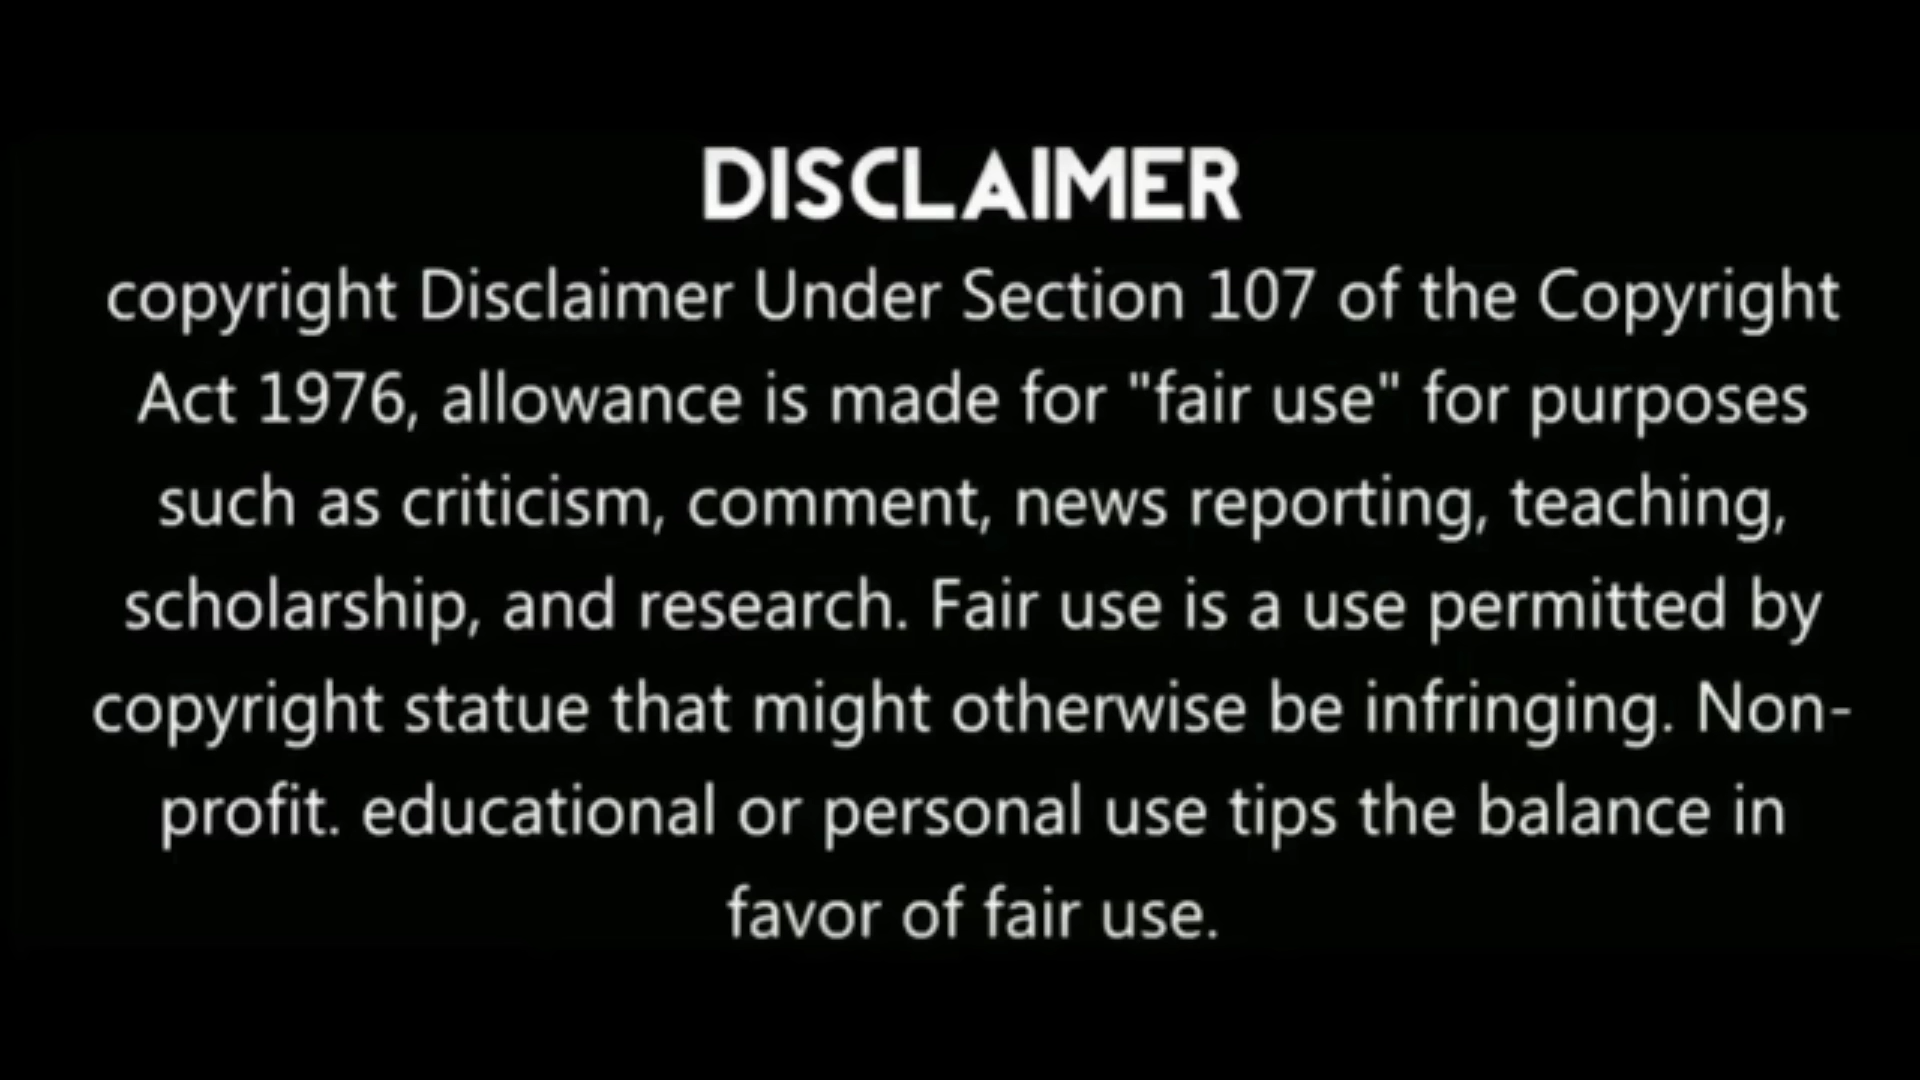 DISCLAIMER
copyright Disclaimer Under Section 107 of the Copyright
Act 1976, allowance is made for "fair use" for purposes
such as criticism, comment, news reporting, teaching,
scholarship, and research. Fair use is a use permitted by
copyright statue that might otherwise be infringing. Non-
profit. educational or personal use tips the balance in
favor of fair use.